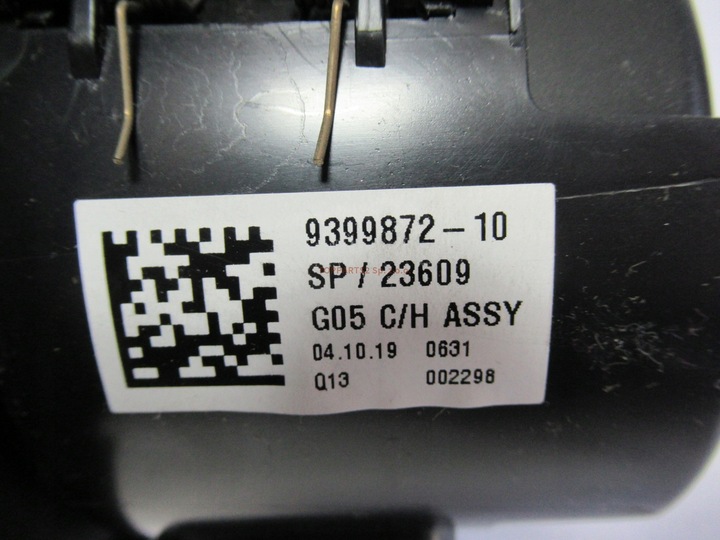 9399872-10
SP/23609
G05 C/H ASSY
04.10.19 0631
Q13 002298